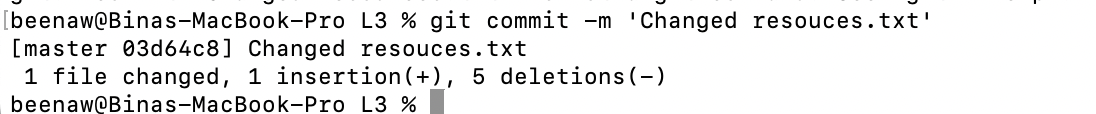 [beenaw@Binas-MacBook-Pro L3 % git commit -m 'Changed resouces.txt'
[master 03d64c8] Changed resouces.txt
 1 file changed, 1 insertion(+), 5 deletions(-)
beenaw@Binas-MacBook-Pro L3 %